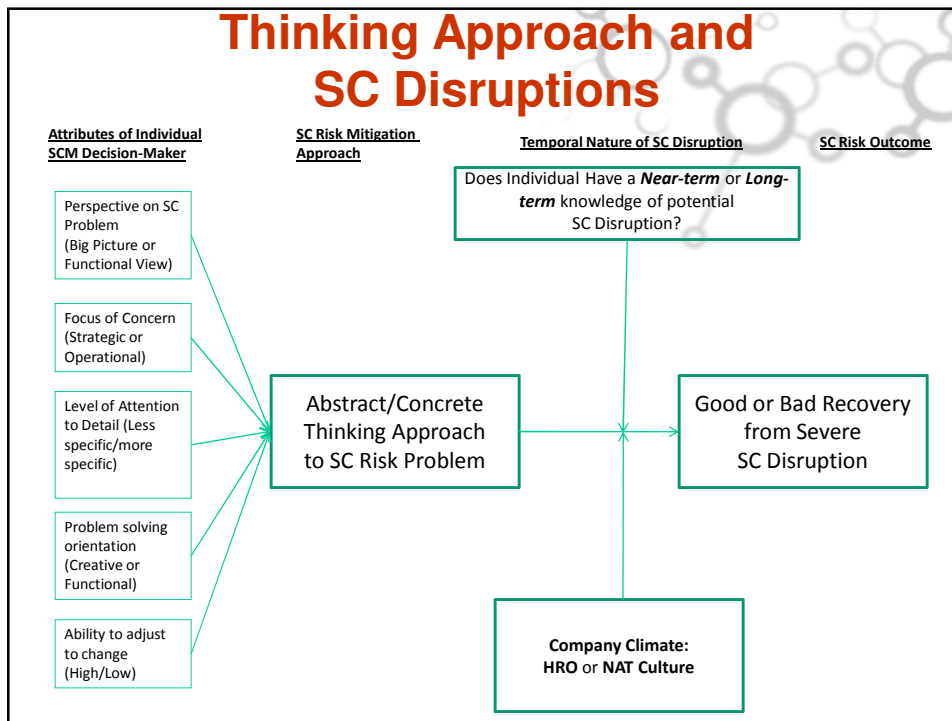 Thinking Approach and
SC Disruptions
Attributes of Individual
SCM Decision-Maker
SC Risk Mitigation
Approach
Temporal Nature of SC Disruption
SC Risk Outcome
Does Individual Have a Near-term or Long-
term knowledge of potential
SC Disruption?
Perspective on SC
Problem
(Big Picture or
Functional View)
Focus of Concern
(Strategic or
Operational)
Level of Attention
to Detail (Less
specific/more
specific)
Problem solving
orientation
(Creative or
Functional)
Ability to adjust
to change
(High/Low)
Abstract/Concrete
Thinking Approach
to SC Risk Problem
Good or Bad Recovery
from Severe
SC Disruption
Company Climate:
HRO or NAT Culture